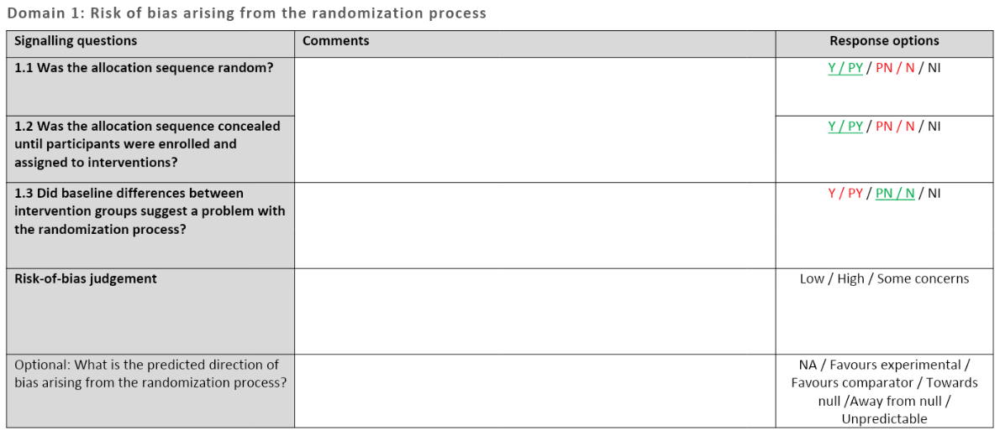 Domain 1: Risk of bias arising from the randomization process
Signalling questions
Comments
Response options
1.1 Was the allocation sequence random?
Y / PY / PN / N / NI
1.2 Was the allocation sequence concealed
until participants were enrolled and
assigned to interventions?
Y / PY / PN / N / NI
1.3 Did baseline differences between
intervention groups suggest a problem with
the randomization process?
Y / PY / PN / N / NI
Risk-of-bias judgement
Low / High / Some concerns
Optional: What is the predicted direction of
bias arising from the randomization process?
NA / Favours experimental /
Favours comparator / Towards
null /Away from null /
Unpredictable